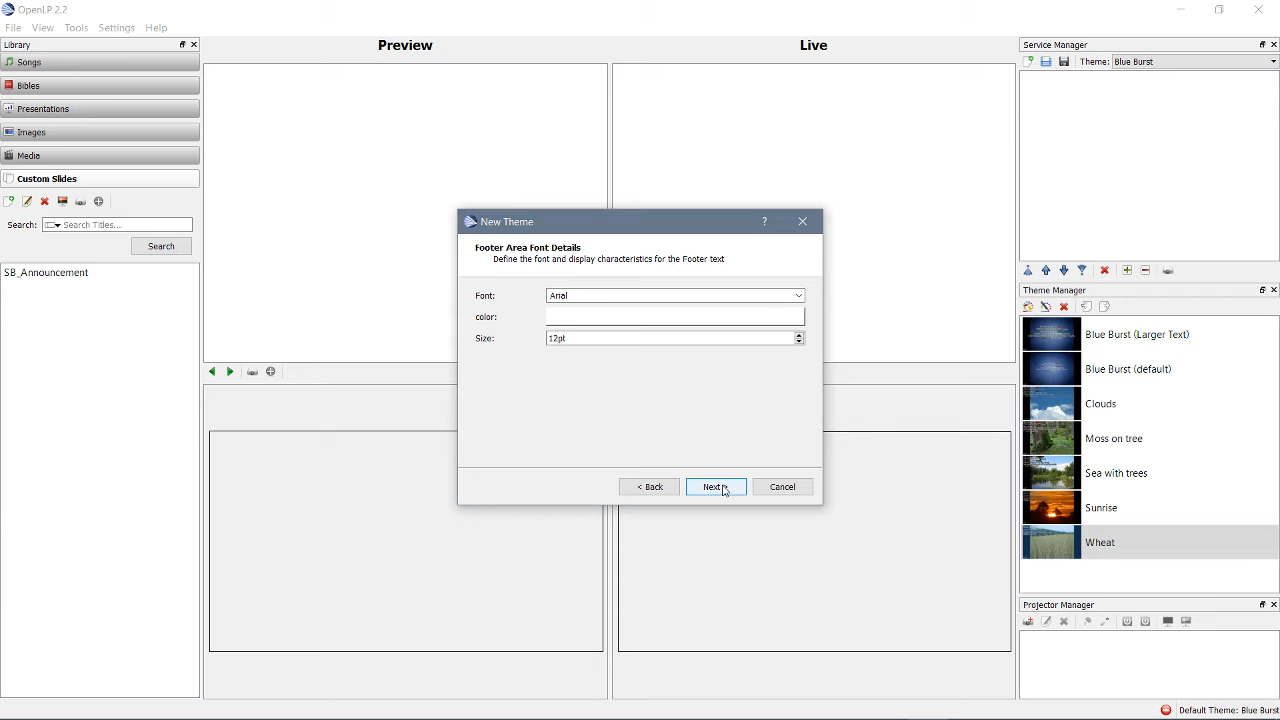 OpenLP 2.2
File View Tools Settings Help
Library
Songs
Bibles
Presentations
Images
Media
Custom Slides
Search: Search Titles...
Search
SB_Announcement
Preview
Live
New Theme
?
Footer Area Font Details
Define the font and display characteristics for the Footer text
Font: Arial
color:
Size: 12pt
< Back Next > Cancel
Service Manager
Theme: Blue Burst
Theme Manager
Blue Burst (Larger Text)
Blue Burst (default)
Clouds
Moss on tree
Sea with trees
Sunrise
Wheat
Projector Manager
Default Theme: Blue Burst